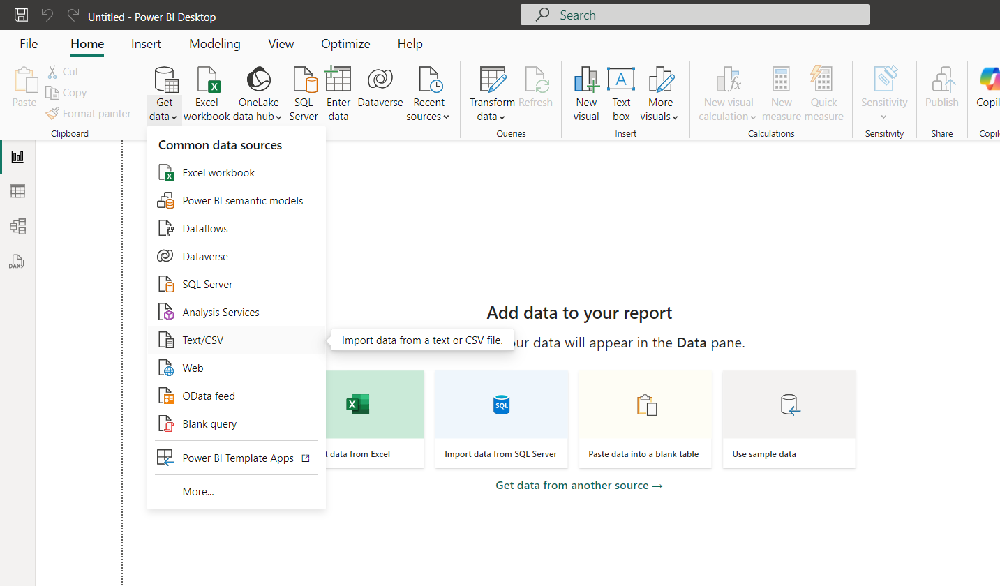 Untitled - Power BI Desktop
Search
File Home Insert Modeling View Optimize Help
Paste
Cut
Copy
Format painter
Clipboard
Get data
Excel workbook
OneLake data hub
SQL Server
Enter data
Dataverse
Recent sources
Transform data
Refresh
Queries
New visual
A
Text box
More visuals
Insert
New visual calculation
New measure
Quick measure
Calculations
Sensitivity
Sensitivity
Publish
Share
DAX
Common data sources
Excel workbook
Power BI semantic models
Dataflows
Dataverse
SQL Server
Analysis Services
Text/CSV
Import data from a text or CSV file.
Web
OData feed
Blank query
Power BI Template Apps
More...
Add data to your report
data will appear in the Data pane.
data from Excel
SQL
Import data from SQL Server
Paste data into a blank table
Use sample data
Get data from another source →